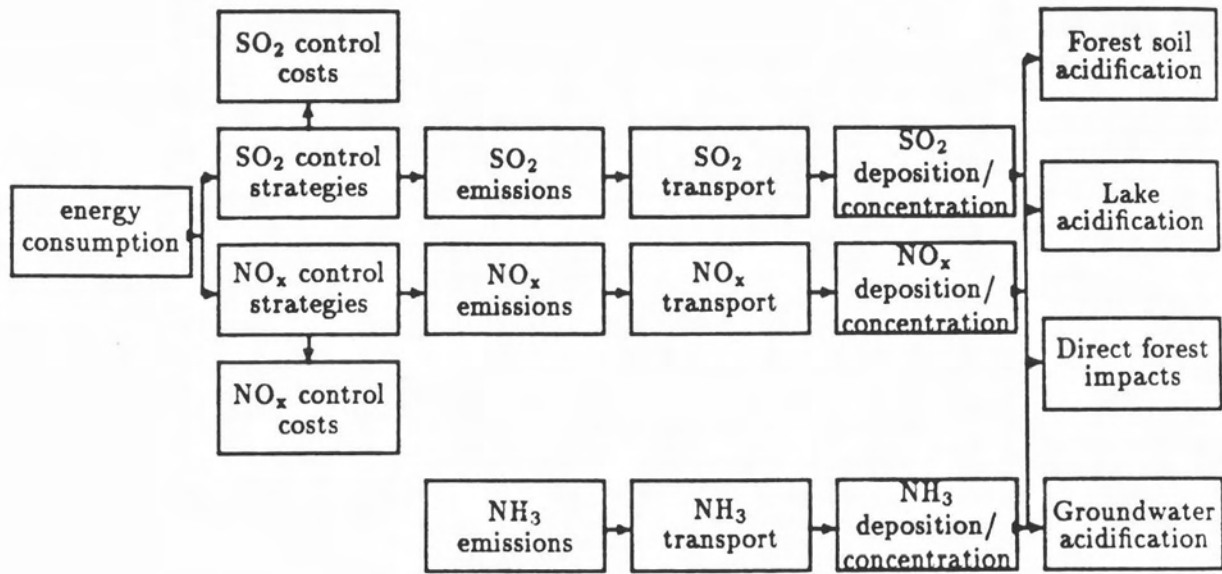 SO₂ control
costs
Forest soil
acidification
energy
consumption
SO₂ control
strategies
SO₂
emissions
SO₂
transport
SO₂
deposition/
concentration
Lake
acidification
NOₓ control
strategies
NOₓ
emissions
NOₓ
transport
NOₓ
deposition/
concentration
Direct forest
impacts
NOₓ control
costs
NH₃
emissions
NH₃
transport
NH₃
deposition/
concentration
Groundwater
acidification